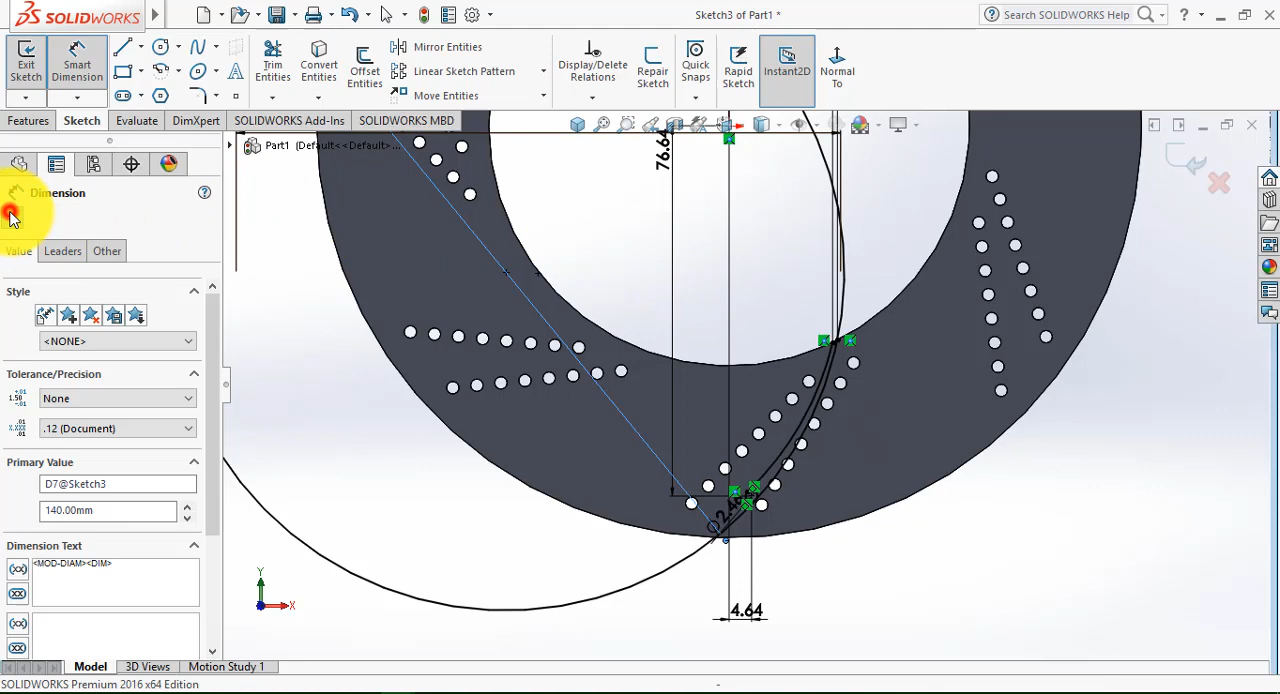 SOLIDWORKS
Sketch3 of Part1 *
Search SOLIDWORKS Help
Exit Sketch
Smart Dimension
Trim Entities
Convert Entities
Offset Entities
Mirror Entities
Linear Sketch Pattern
Move Entities
Display/Delete Relations
Repair Sketch
Quick Snaps
Rapid Sketch
Instant2D
Normal To
Features
Sketch
Evaluate
DimXpert
SOLIDWORKS Add-Ins
SOLIDWORKS MBD
Part1 (Default<<Default>...
Dimension
Value
Leaders
Other
Style
<NONE>
Tolerance/Precision
None
.12 (Document)
Primary Value
D7@Sketch3
140.00mm
Dimension Text
<MOD-DIAM><DIM>
76.64
4.64
Y
X
Model
3D Views
Motion Study 1
SOLIDWORKS Premium 2016 x64 Edition